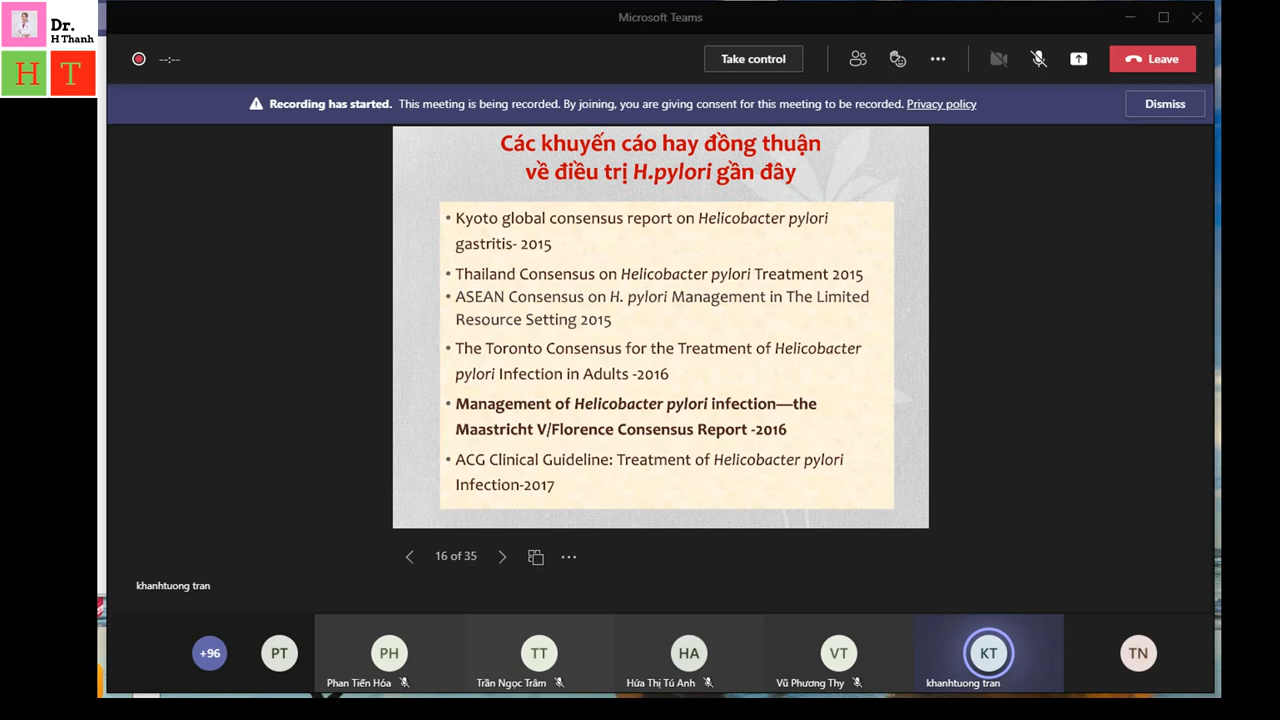 Dr.
H Thanh
H T
Microsoft Teams
--:--
Take control
Leave
Recording has started. This meeting is being recorded. By joining, you are giving consent for this meeting to be recorded. Privacy policy
Dismiss
Các khuyến cáo hay đồng thuận
về điều trị H.pylori gần đây
• Kyoto global consensus report on Helicobacter pylori
gastritis- 2015
• Thailand Consensus on Helicobacter pylori Treatment 2015
• ASEAN Consensus on H. pylori Management in The Limited
Resource Setting 2015
• The Toronto Consensus for the Treatment of Helicobacter
pylori Infection in Adults -2016
• Management of Helicobacter pylori infection—the
Maastricht V/Florence Consensus Report -2016
• ACG Clinical Guideline: Treatment of Helicobacter pylori
Infection-2017
16 of 35
khanhtuong tran
+96
PT
PH
TT
HA
VT
KT
TN
Phan Tiến Hóa
Trần Ngọc Trâm
Hứa Thị Tú Anh
Vũ Phương Thy
khanhtuong tran